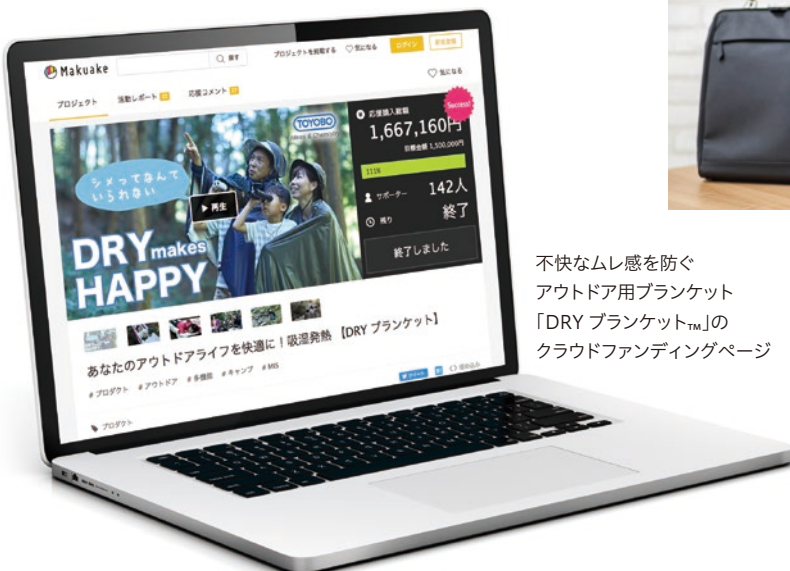 Makuake
探す
プロジェクトを掲載する
気になる
ログイン
新規登録
気になる
プロジェクト
活動レポート
応援コメント
TOYOBO
シメってなんて
いられない
再生
DRY makes
HAPPY
Success!
応援購入総額
1,667,160円
目標金額 1,500,000円
111%
サポーター
142人
残り
終了
終了しました
あなたのアウトドアライフを快適に!吸湿発熱【DRY ブランケット】
# プロダクト # アウトドア # 多機能 # キャンプ # MIS
ツイート
埋め込み
プロダクト
不快なムレ感を防ぐ
アウトドア用ブランケット
「DRY ブランケット™」の
クラウドファンディングページ